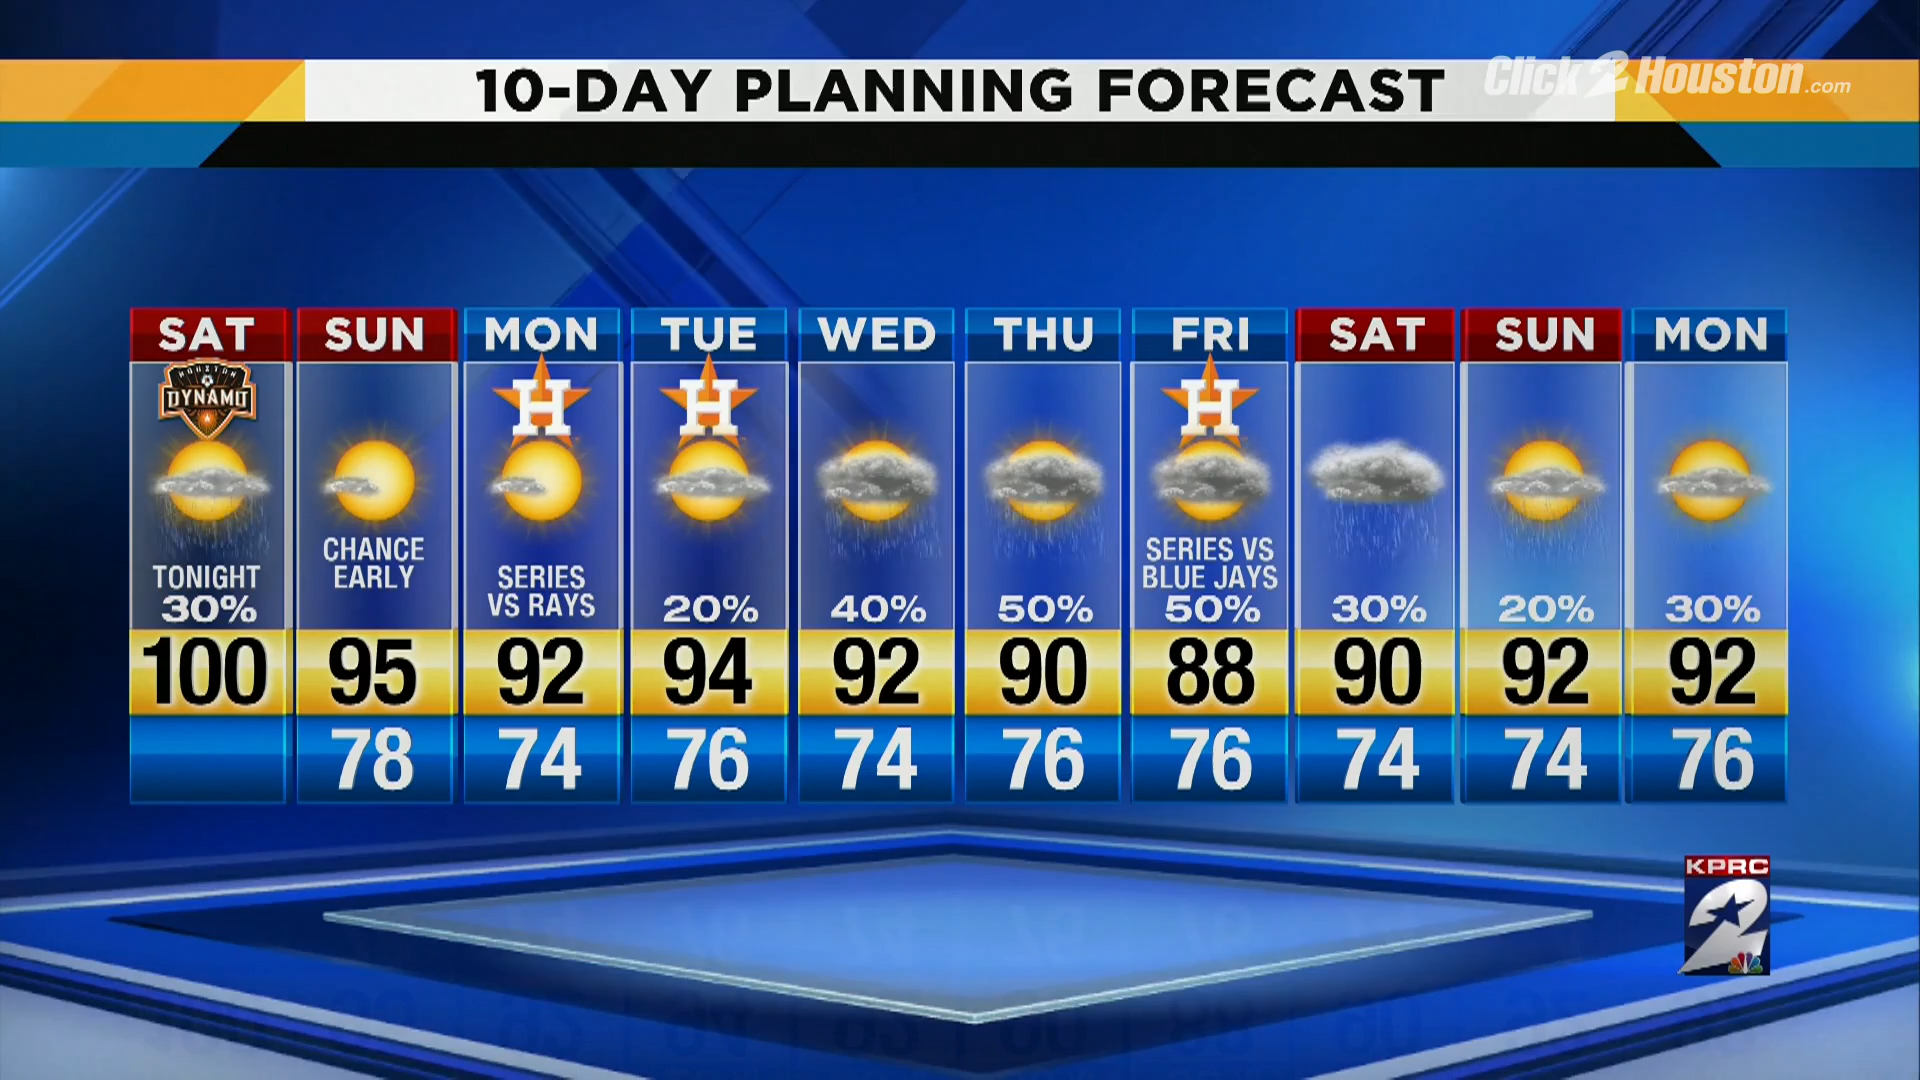 10-DAY PLANNING FORECAST
Click2Houston.com
SAT SUN MON TUE WED THU FRI SAT SUN MON
HOUSTON
DYNAMO
H H H
CHANCE
EARLY
SERIES VS
BLUE JAYS
TONIGHT
SERIES
VS RAYS
30% 20% 40% 50% 50% 30% 20% 30%
100 95 92 94 92 90 88 90 92 92
78 74 76 74 76 76 74 74 76
KPRC
2